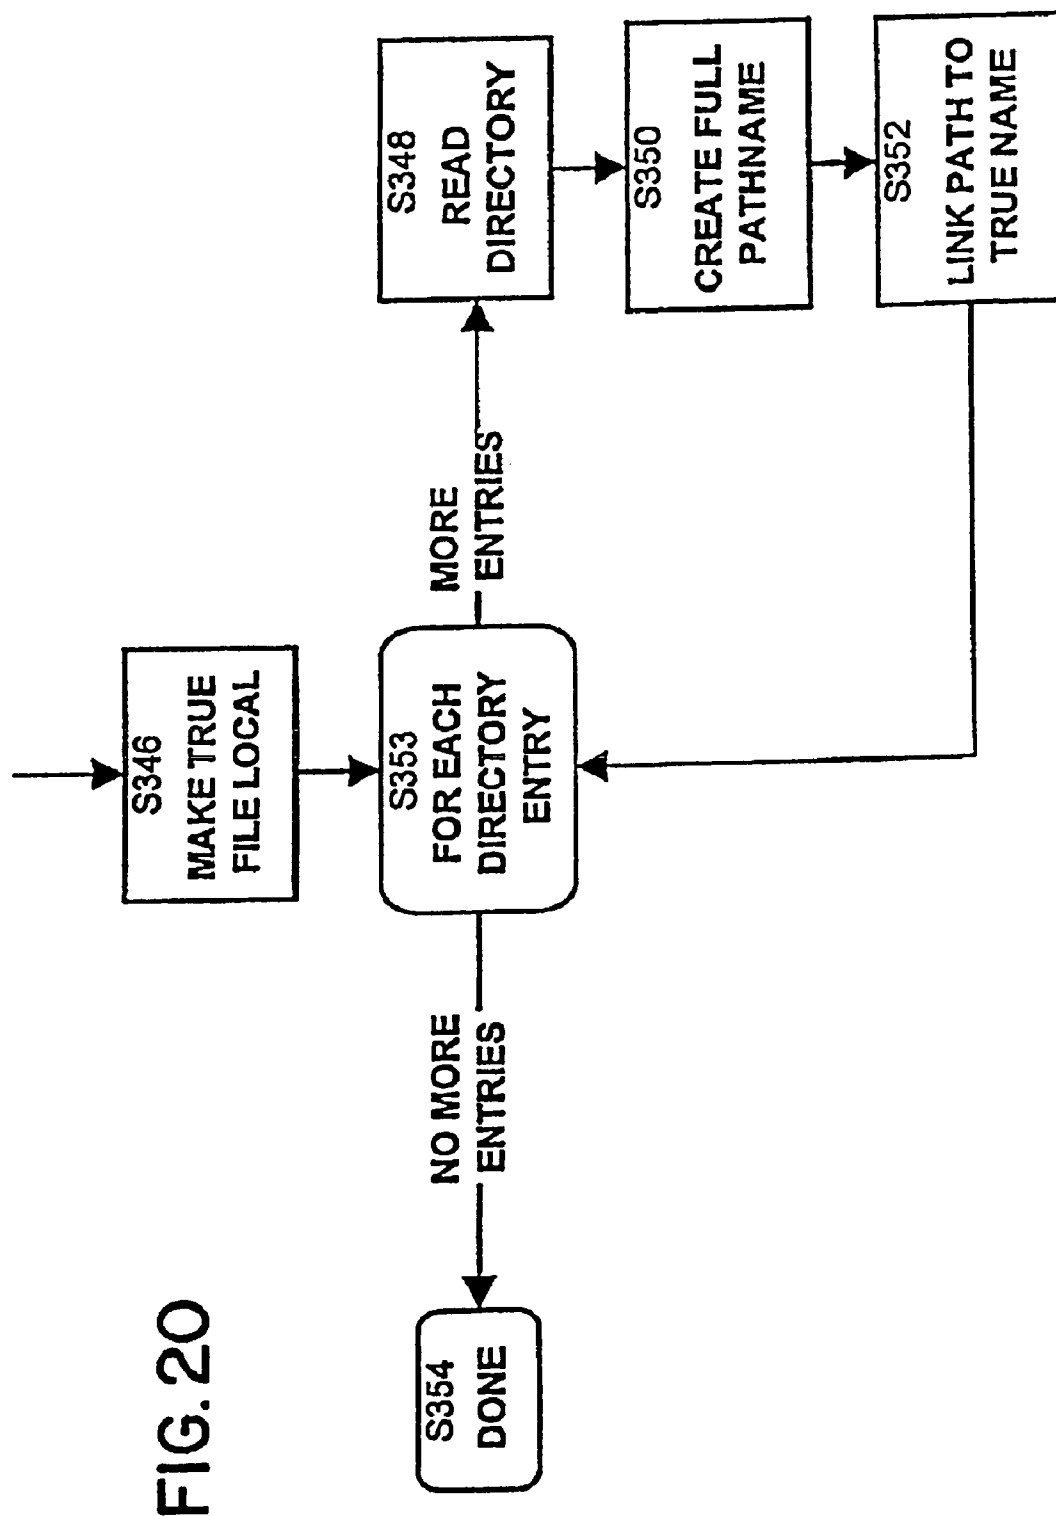 FIG. 20
S346
MAKE TRUE
FILE LOCAL
S353
FOR EACH
DIRECTORY
ENTRY
MORE
ENTRIES
S348
READ
DIRECTORY
S350
CREATE FULL
PATHNAME
S352
LINK PATH TO
TRUE NAME
NO MORE
ENTRIES
S354
DONE